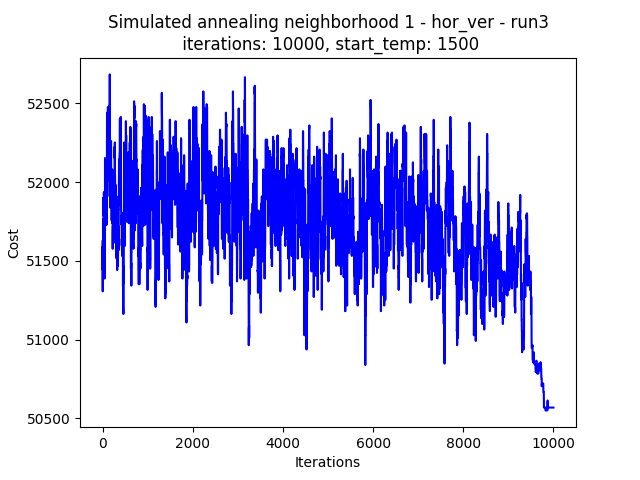 Simulated annealing neighborhood 1 - hor_ver - run3
iterations: 10000, start_temp: 1500
52500
52000
51500
51000
50500
Cost
0
2000
4000
6000
8000
10000
Iterations